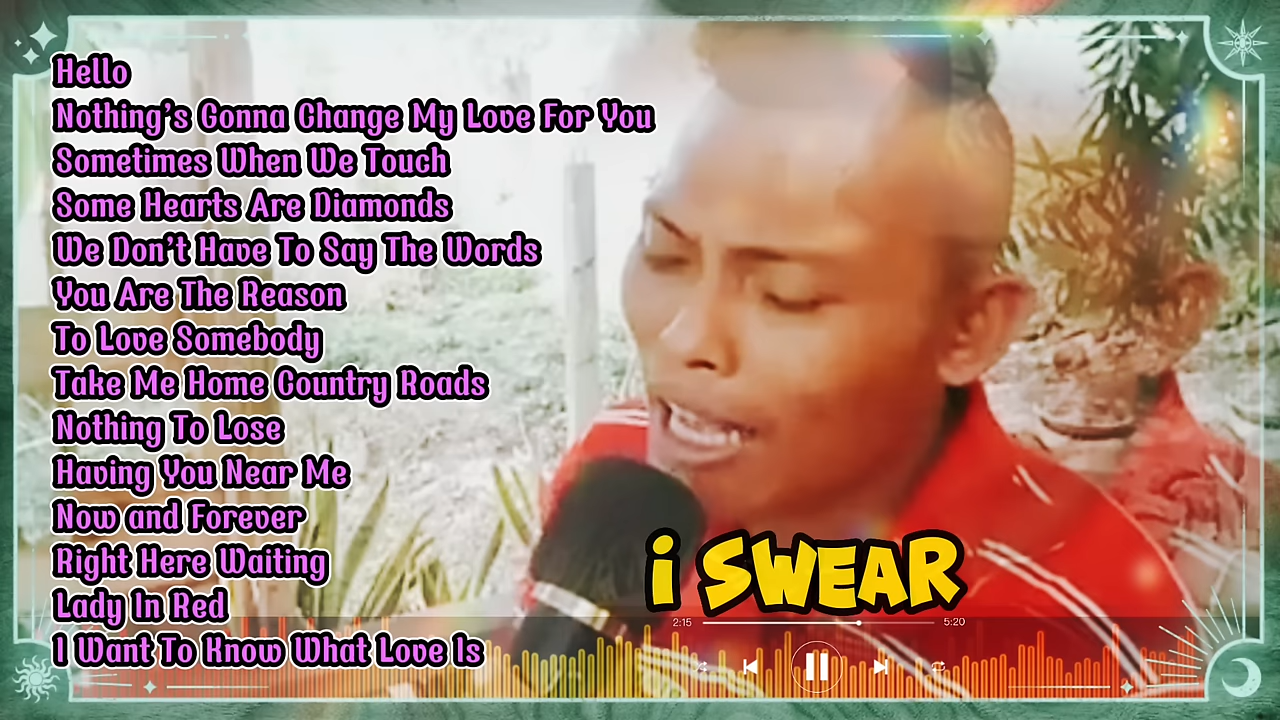 Hello
Nothing's Gonna Change My Love For You
Sometimes When We Touch
Some Hearts Are Diamonds
We Don't Have To Say The Words
You Are The Reason
To Love Somebody
Take Me Home Country Roads
Nothing To Lose
Having You Near Me
Now and Forever
Right Here Waiting
Lady In Red
I Want To Know What Love Is
i SWEAR
2:15 5:20